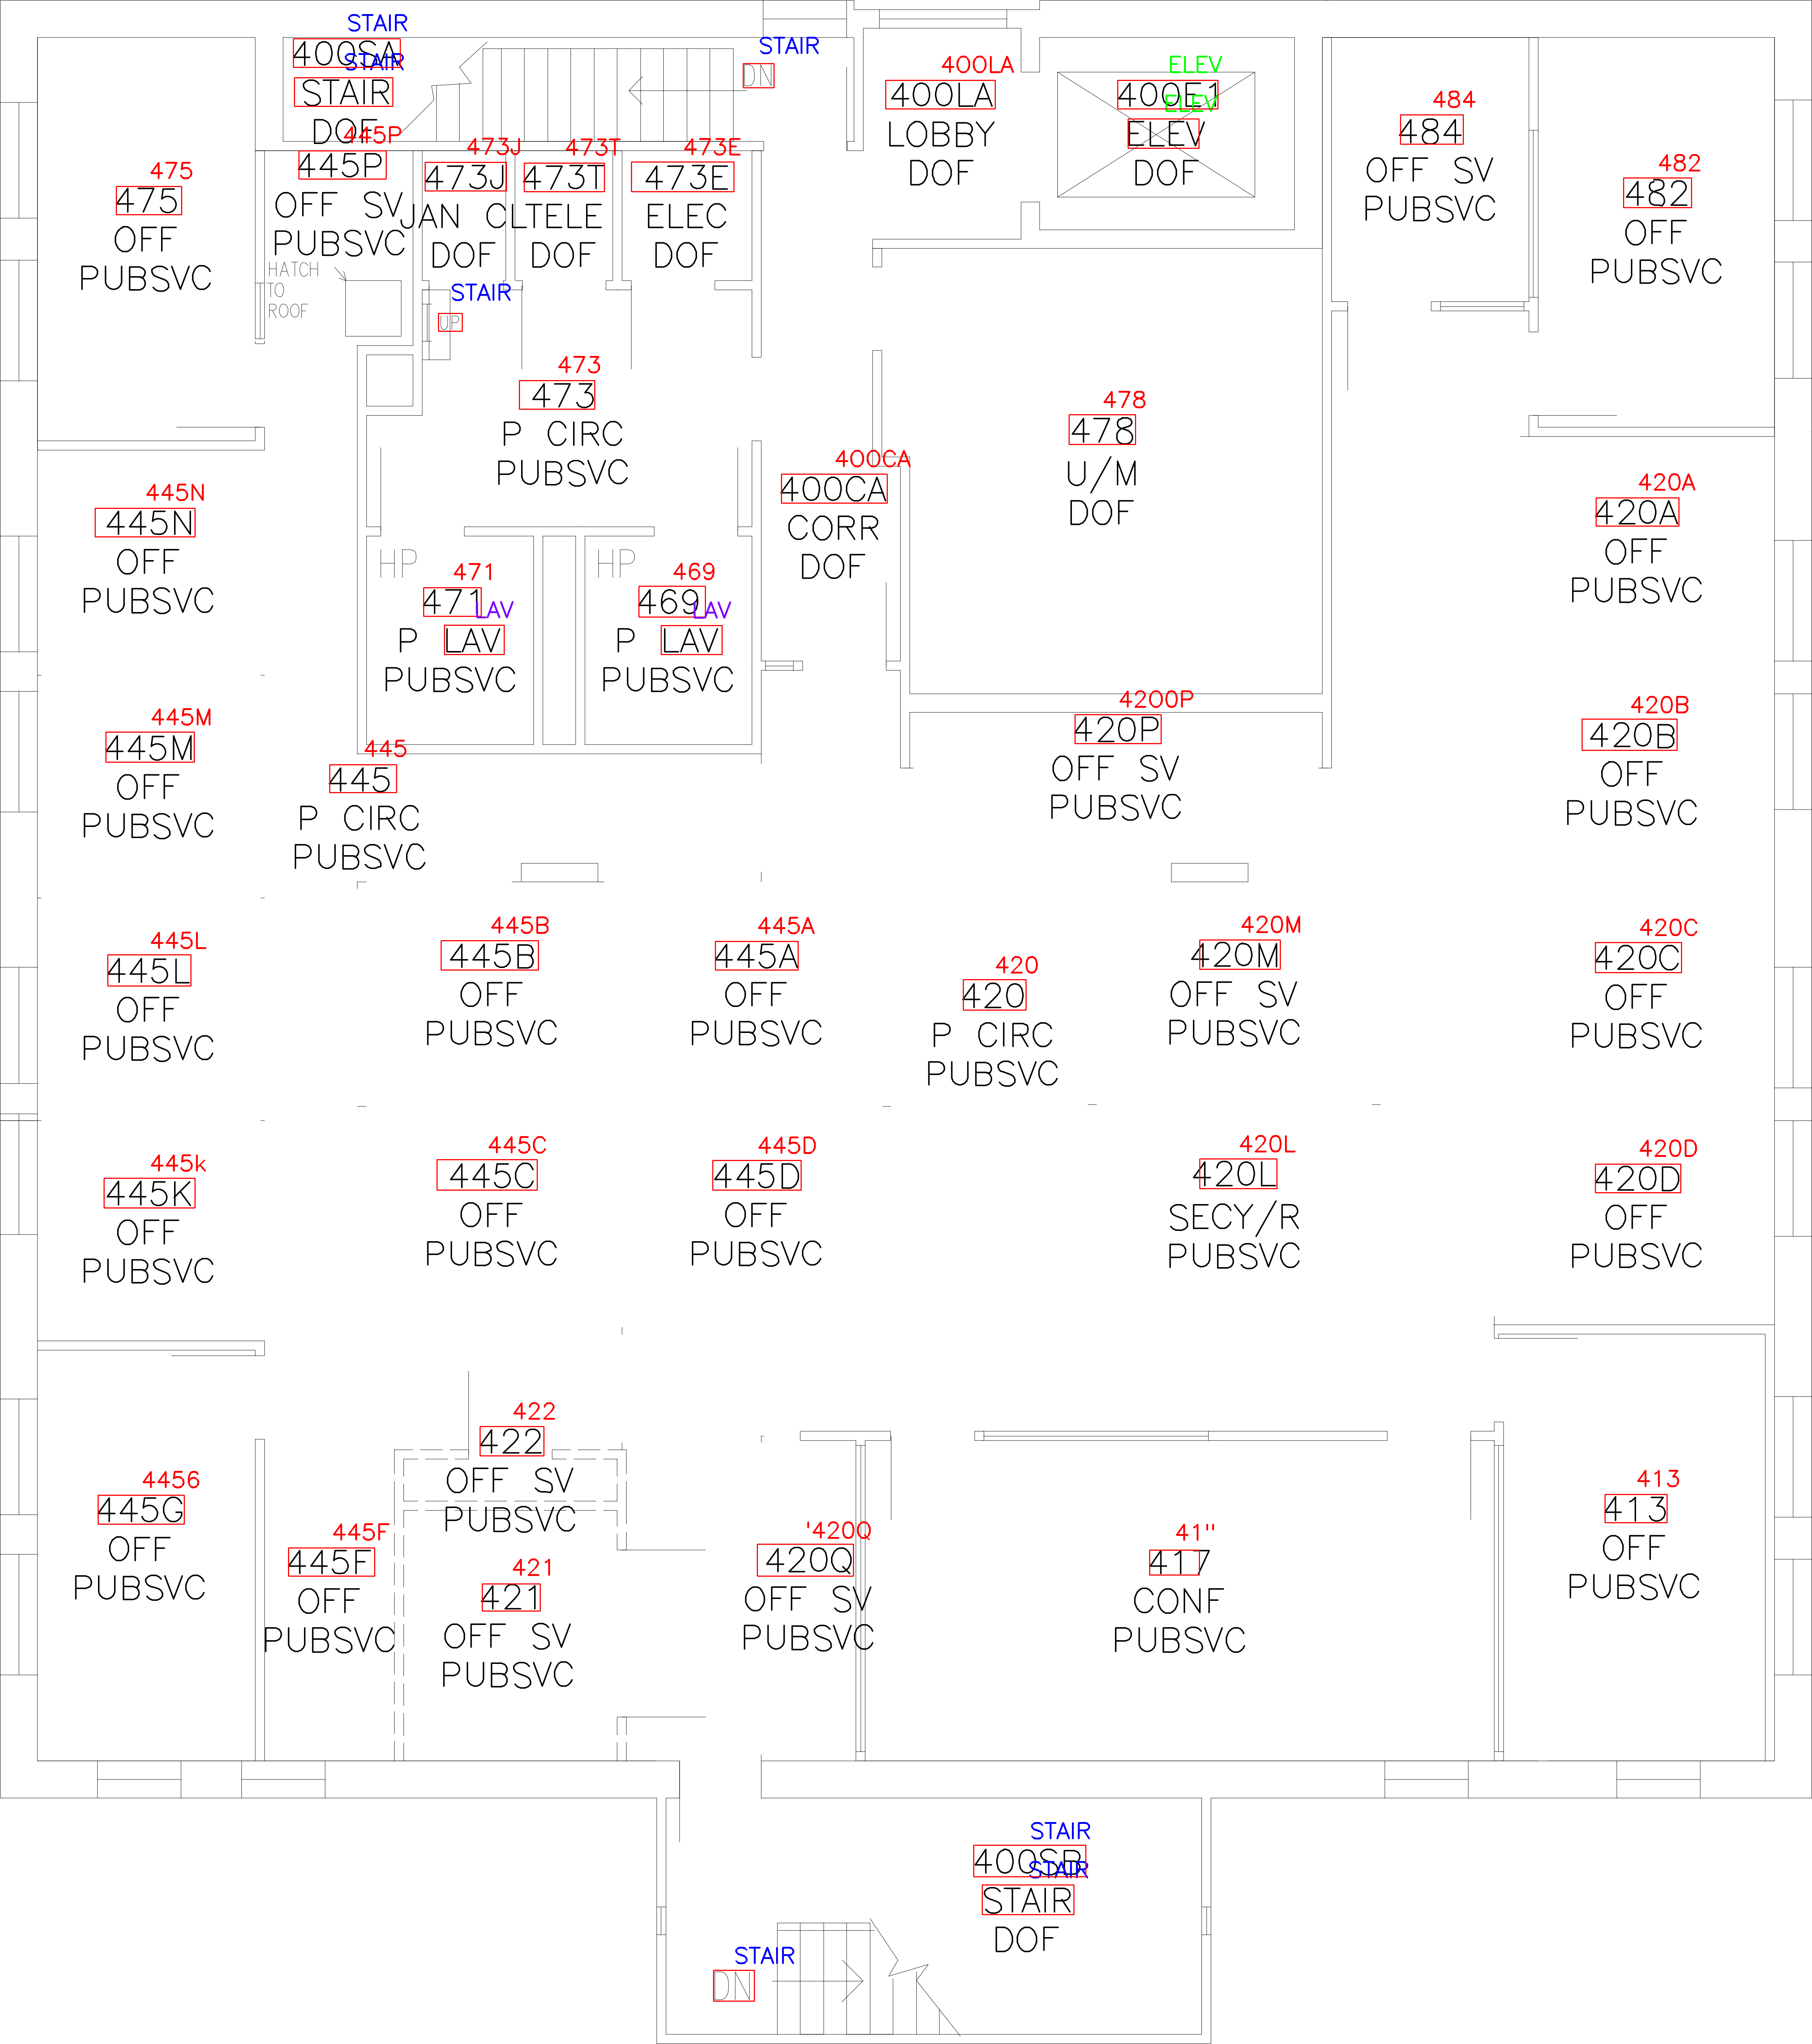 STAIR
400SA
STAIR
STAIR
DOF
STAIR
DN
400LA
400LA
LOBBY
DOF
ELEV
400E1
ELEV
ELEV
DOF
484
484
OFF SV
PUBSVC
482
482
OFF
PUBSVC
475
475
OFF
PUBSVC
445P
445P
OFF SV
PUBSVC
HATCH
TO
ROOF
473J
473J
JAN CL
DOF
473T
473T
TELE
DOF
473E
473E
ELEC
DOF
STAIR
UP
473
473
P CIRC
PUBSVC
478
478
U/M
DOF
400CA
400CA
CORR
DOF
445N
445N
OFF
PUBSVC
420A
420A
OFF
PUBSVC
HP
471
471
LAV
P LAV
PUBSVC
HP
469
469
LAV
P LAV
PUBSVC
445M
445M
OFF
PUBSVC
445
445
P CIRC
PUBSVC
4200P
420P
OFF SV
PUBSVC
420B
420B
OFF
PUBSVC
445L
445L
OFF
PUBSVC
445B
445B
OFF
PUBSVC
445A
445A
OFF
PUBSVC
420
420
P CIRC
PUBSVC
420M
420M
OFF SV
PUBSVC
420C
420C
OFF
PUBSVC
445k
445K
OFF
PUBSVC
445C
445C
OFF
PUBSVC
445D
445D
OFF
PUBSVC
420L
420L
SECY/R
PUBSVC
420D
420D
OFF
PUBSVC
422
422
OFF SV
PUBSVC
4456
445G
OFF
PUBSVC
445F
445F
OFF
PUBSVC
421
421
OFF SV
PUBSVC
'420Q
420Q
OFF SV
PUBSVC
41''
417
CONF
PUBSVC
413
413
OFF
PUBSVC
STAIR
400SB
STAIR
STAIR
DOF
STAIR
DN